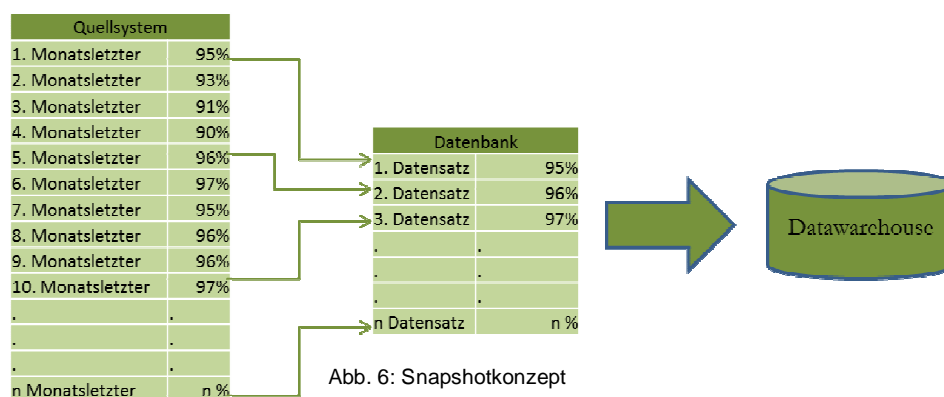 Quellsystem
1. Monatsletzter 95%
2. Monatsletzter 93%
3. Monatsletzter 91%
4. Monatsletzter 90%
5. Monatsletzter 96%
6. Monatsletzter 97%
7. Monatsletzter 95%
8. Monatsletzter 96%
9. Monatsletzter 96%
10. Monatsletzter 97%
. .
. .
. .
n Monatsletzter n %
Datenbank
1. Datensatz 95%
2. Datensatz 96%
3. Datensatz 97%
. .
. .
. .
n Datensatz n %
Datawarehouse
Abb. 6: Snapshotkonzept